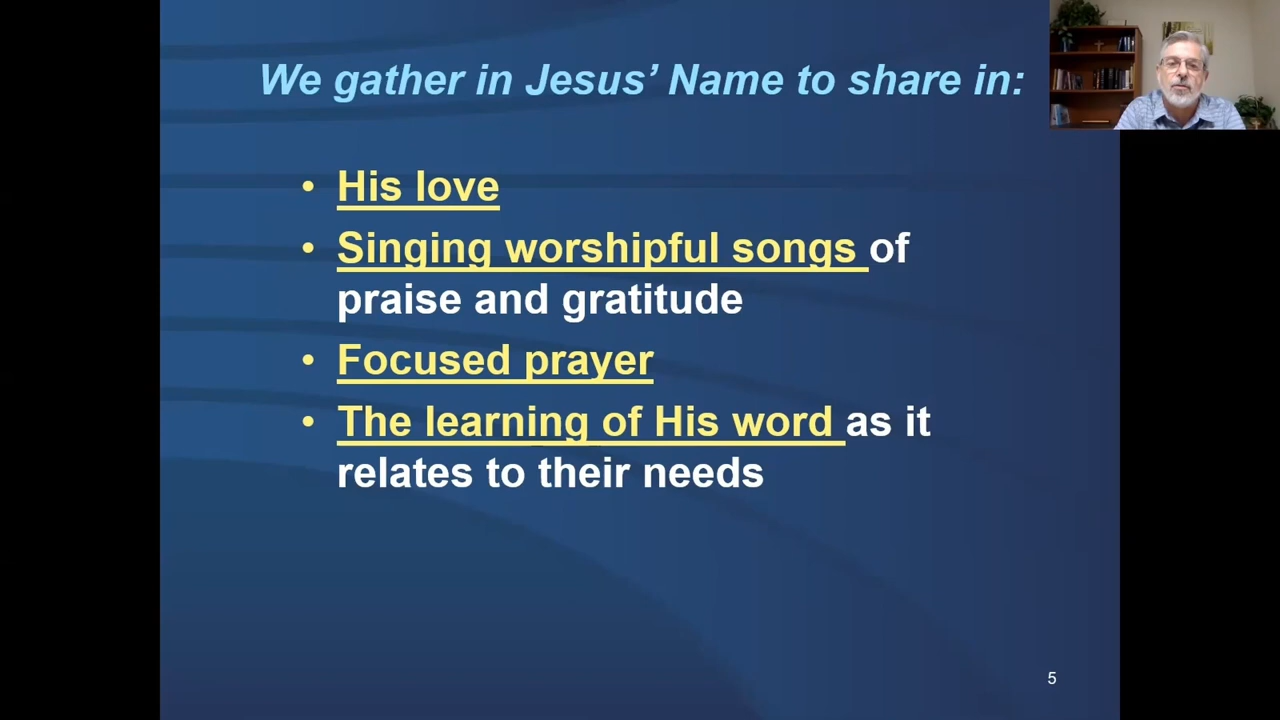 We gather in Jesus’ Name to share in:
• His love
• Singing worshipful songs of
praise and gratitude
• Focused prayer
• The learning of His word as it
relates to their needs
5